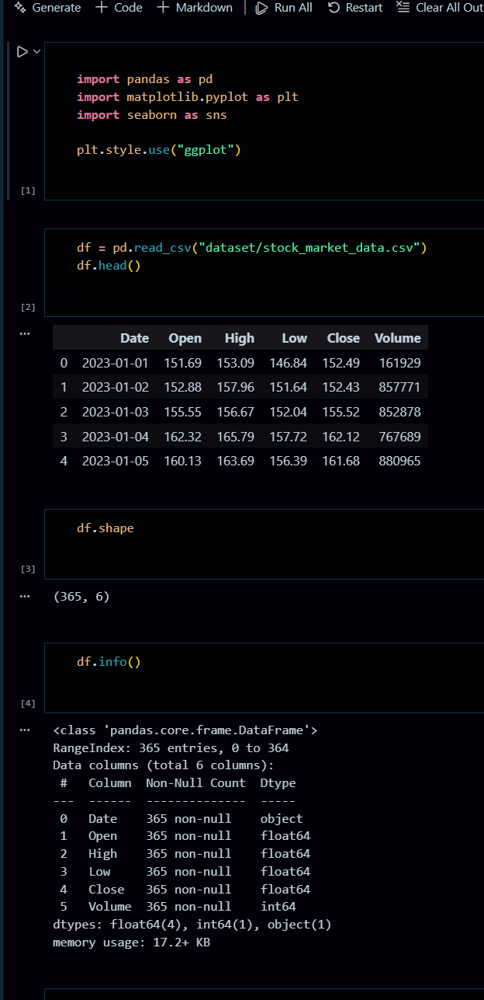 Generate + Code + Markdown | Run All Restart Clear All Out
import pandas as pd
import matplotlib.pyplot as plt
import seaborn as sns
plt.style.use("ggplot")
[1]
df = pd.read_csv("dataset/stock_market_data.csv")
df.head()
[2]
...
Date Open High Low Close Volume
0 2023-01-01 151.69 153.09 146.84 152.49 161929
1 2023-01-02 152.88 157.96 151.64 152.43 857771
2 2023-01-03 155.55 156.67 152.04 155.52 852878
3 2023-01-04 162.32 165.79 157.72 162.12 767689
4 2023-01-05 160.13 163.69 156.39 161.68 880965
df.shape
[3]
...
(365, 6)
df.info()
[4]
...
<class 'pandas.core.frame.DataFrame'>
RangeIndex: 365 entries, 0 to 364
Data columns (total 6 columns):
 #   Column  Non-Null Count  Dtype
---  ------  --------------  -----
 0   Date    365 non-null    object
 1   Open    365 non-null    float64
 2   High    365 non-null    float64
 3   Low     365 non-null    float64
 4   Close   365 non-null    float64
 5   Volume  365 non-null    int64
dtypes: float64(4), int64(1), object(1)
memory usage: 17.2+ KB